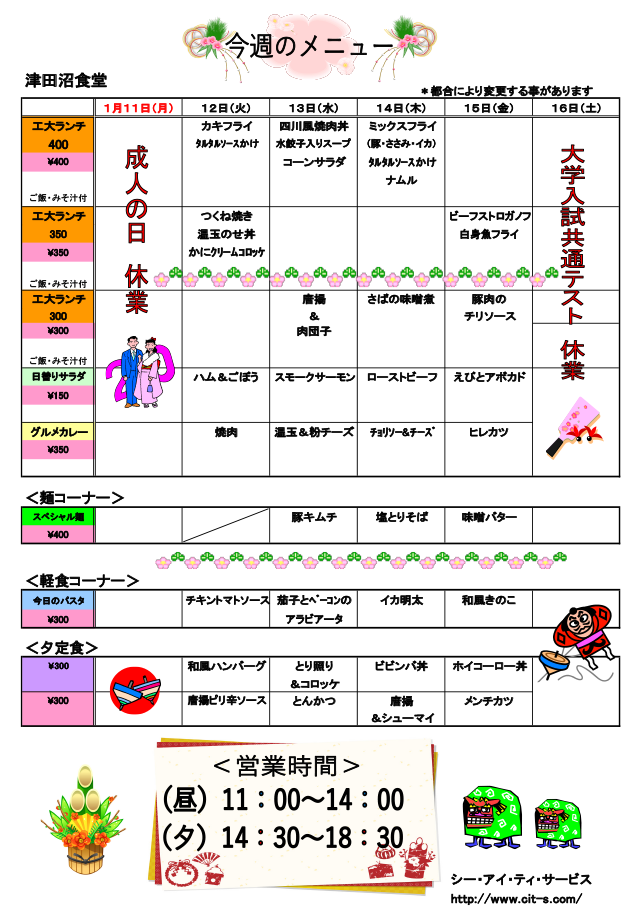 今週のメニュー
津田沼食堂
＊都合により変更する事があります
1月11日(月) 12日(火) 13日(水) 14日(木) 15日(金) 16日(土)
工大ランチ カキフライ 四川風焼肉丼 ミックスフライ
400 ﾀﾙﾀﾙソースかけ 水餃子入りスープ (豚・ささみ・イカ)
¥400 コーンサラダ ﾀﾙﾀﾙソースかけ
ナムル
ご飯・みそ汁付
成人の日 休業
大学入試共通テスト 休業
工大ランチ つくね焼き ビーフストロガノフ
350 温玉のせ丼 白身魚フライ
¥350 かにクリームコロッケ
ご飯・みそ汁付
工大ランチ 唐揚 さばの味噌煮 豚肉の
300 ＆ チリソース
¥300 肉団子
ご飯・みそ汁付
日替りサラダ ハム＆ごぼう スモークサーモン ローストビーフ えびとアボカド
¥150
グルメカレー 焼肉 温玉＆粉チーズ ﾁｮﾘｿｰ&ﾁｰｽﾞ ヒレカツ
¥350
＜麺コーナー＞
スペシャル麺 豚キムチ 塩とりそば 味噌バター
¥400
＜軽食コーナー＞
今日のパスタ チキントマトソース 茄子とﾍﾞｰｺﾝの イカ明太 和風きのこ
¥300 アラビアータ
＜夕定食＞
¥300 和風ハンバーグ とり照り ビビンバ丼 ホイコーロー丼
＆コロッケ
¥300 唐揚ピリ辛ソース とんかつ 唐揚 メンチカツ
＆シューマイ
＜営業時間＞
（昼）11：00～14：00
（夕）14：30～18：30
シー・アイ・ティ・サービス
http://www.cit-s.com/